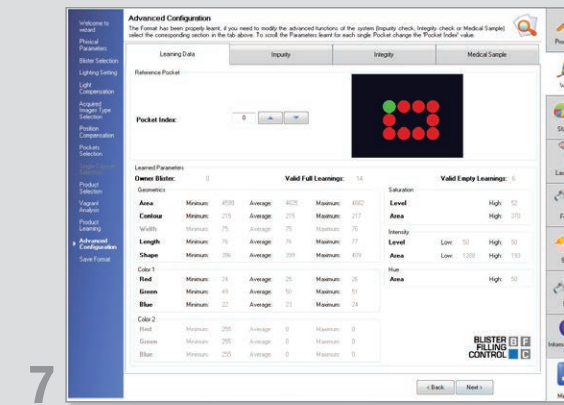 Welcome to
wizard
Phisical
Parameters
Blister Selection
Lighting Setting
Light
Compensation
Acquired
Images Type
Selection
Position
Compensation
Pockets
Selection
Product
Selection
Vagrant
Analysis
Product
Learning
Advanced
Configuration
Save Format
Advanced Configuration
The Format has been properly learnt, if you need to modify the advanced functions of the system (Impurity check, Integrity check or Medical Sample)
select the corresponding section in the tab above. To scroll the Parameters learnt for each single Pocket change the 'Pocket Index' value.
Learning Data Impurity Integrity Medical Sample
Reference Pocket
Pocket Index:
Learned Parameters
Owner Blister: 0 Valid Full Learnings: 14 Valid Empty Learnings: 6
Geometrics Saturation
Area Minimum: Average: Maximum: Level High: 52
Contour Minimum: 215 Average: 215 Maximum: 217 Area High: 270
Width Minimum: 75 Average: 75 Maximum: 76 Intensity
Length Minimum: 76 Average: 76 Maximum: 77 Level Low: 50 High: 50
Shape Minimum: Average: Maximum: Area Low: 1200 High:
Color 1 Hue
Red Minimum: 24 Average: 25 Maximum: 26 Area High: 50
Green Minimum: 49 Average: 50 Maximum: 51
Blue Minimum: 22 Average: 23 Maximum: 24
Color 2
Red Minimum: 255 Average: 0 Maximum: 0
Green Minimum: 255 Average: 0 Maximum: 0
Blue Minimum: 255 Average: 0 Maximum: 0
BLISTER B F
FILLING
CONTROL C
< Back Next >
7